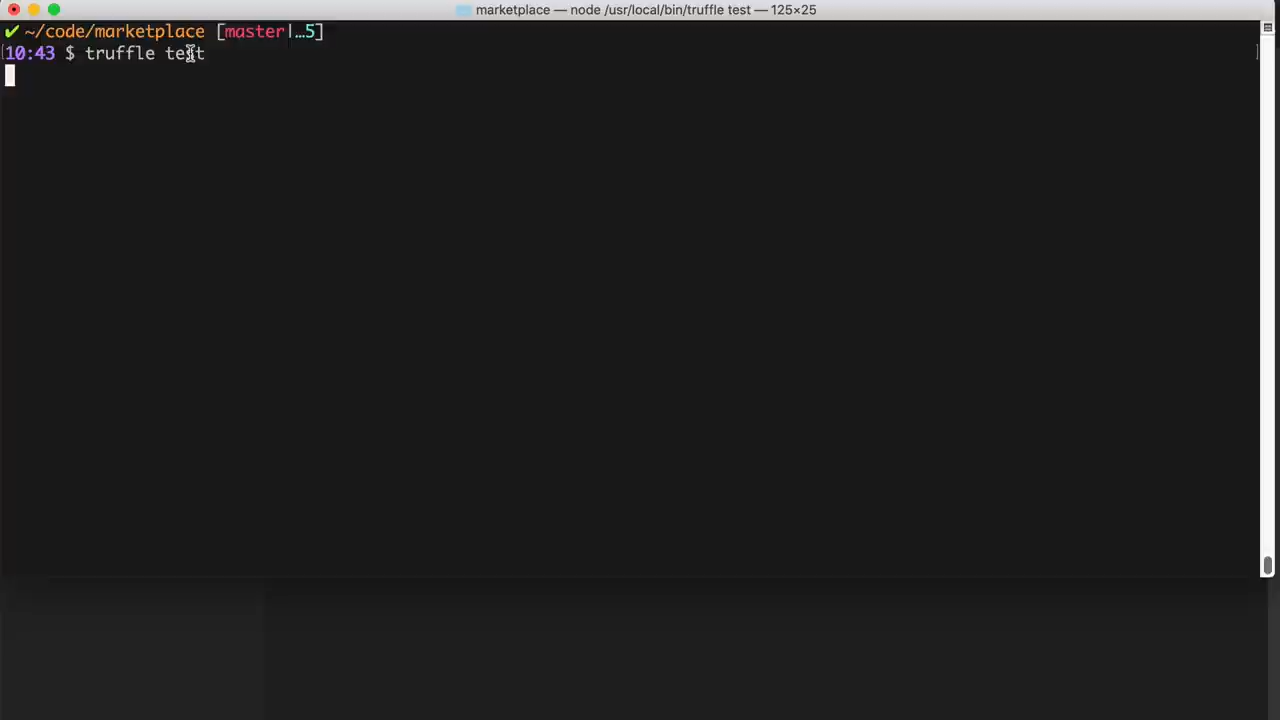 marketplace — node /usr/local/bin/truffle test — 125×25
✔ ~/code/marketplace [master|…5]
10:43 $ truffle test